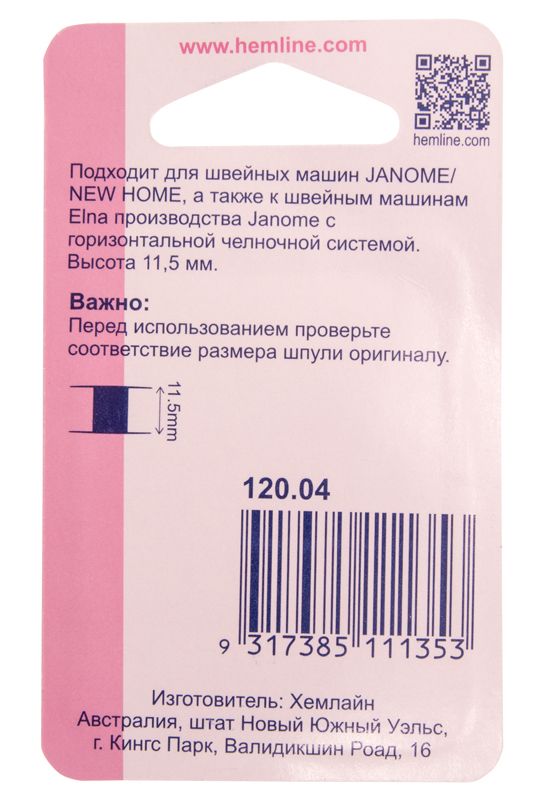 www.hemline.com
hemline.com
Подходит для швейных машин JANOME/
NEW HOME, а также к швейным машинам
Elna производства Janome с
горизонтальной челночной системой.
Высота 11,5 мм.
Важно:
Перед использованием проверьте
соответствие размера шпули оригиналу.
11.5mm
120.04
9 317385 111353
Изготовитель: Хемлайн
Австралия, штат Новый Южный Уэльс,
г. Кингс Парк, Валидикшин Роад, 16